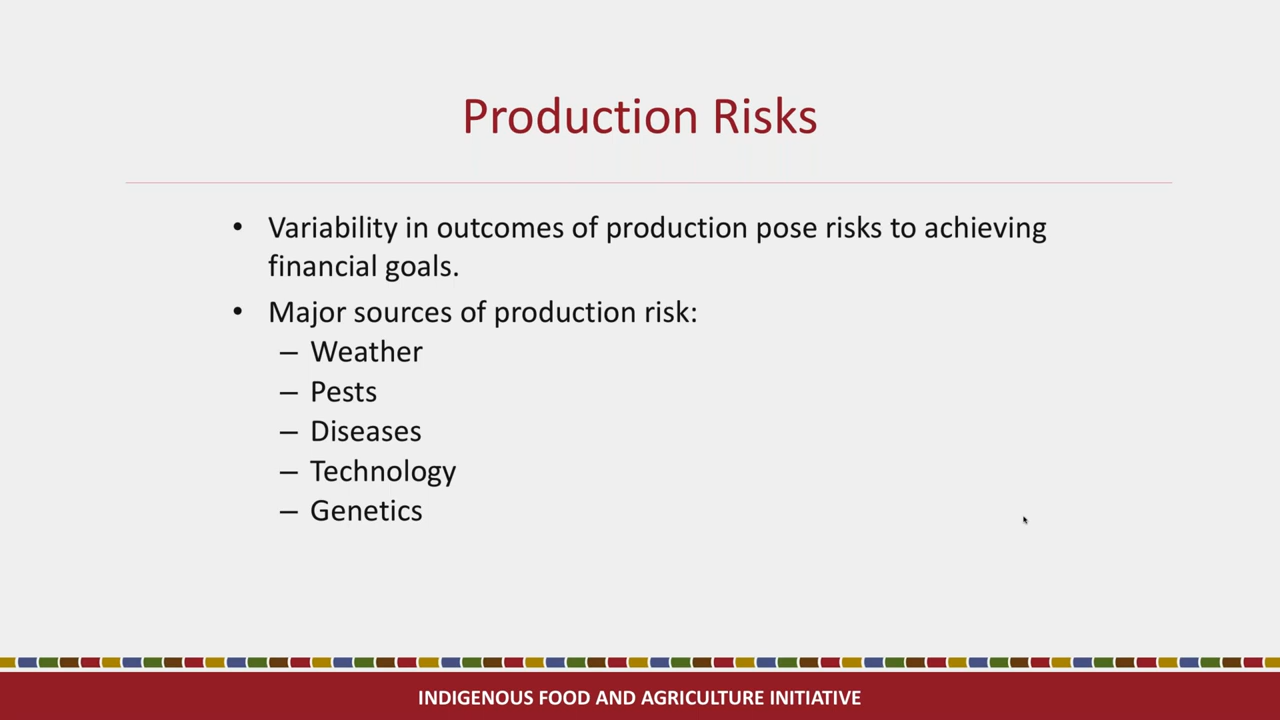 Production Risks
• Variability in outcomes of production pose risks to achieving
financial goals.
• Major sources of production risk:
– Weather
– Pests
– Diseases
– Technology
– Genetics
INDIGENOUS FOOD AND AGRICULTURE INITIATIVE